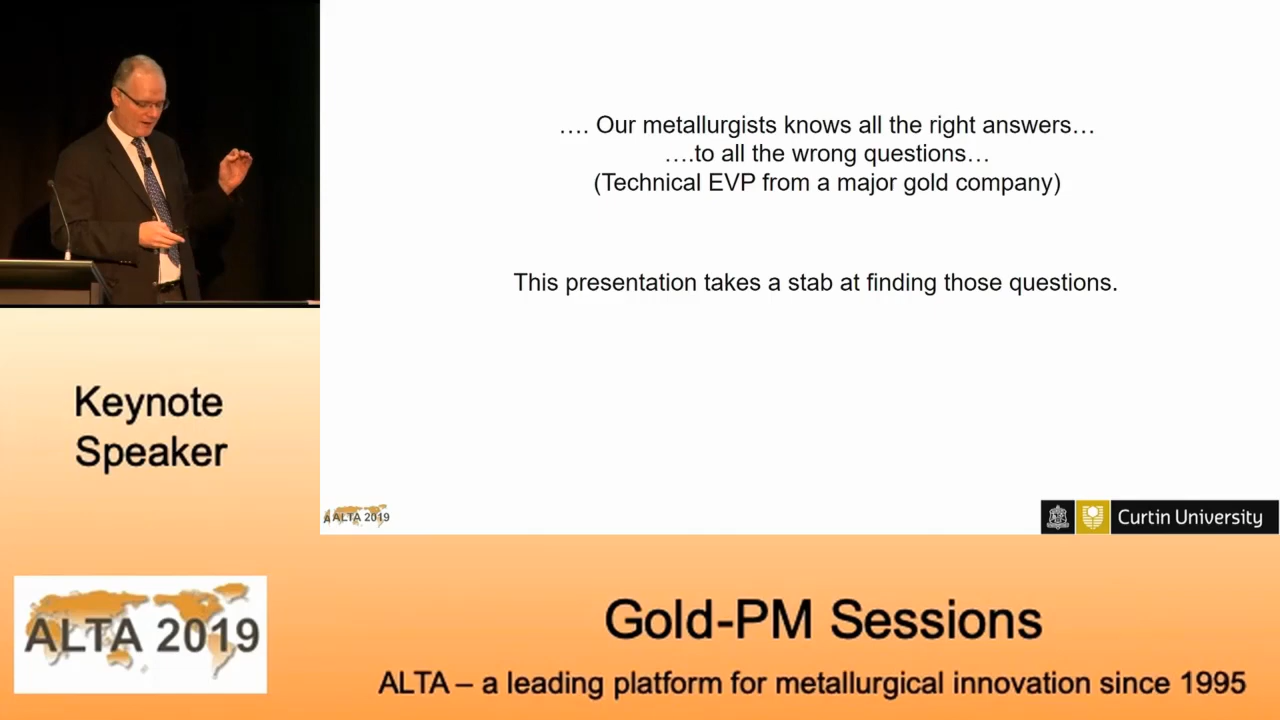 …. Our metallurgists knows all the right answers…
….to all the wrong questions…
(Technical EVP from a major gold company)
This presentation takes a stab at finding those questions.
ALTA 2019
Curtin University
Keynote
Speaker
ALTA 2019
Gold-PM Sessions
ALTA – a leading platform for metallurgical innovation since 1995